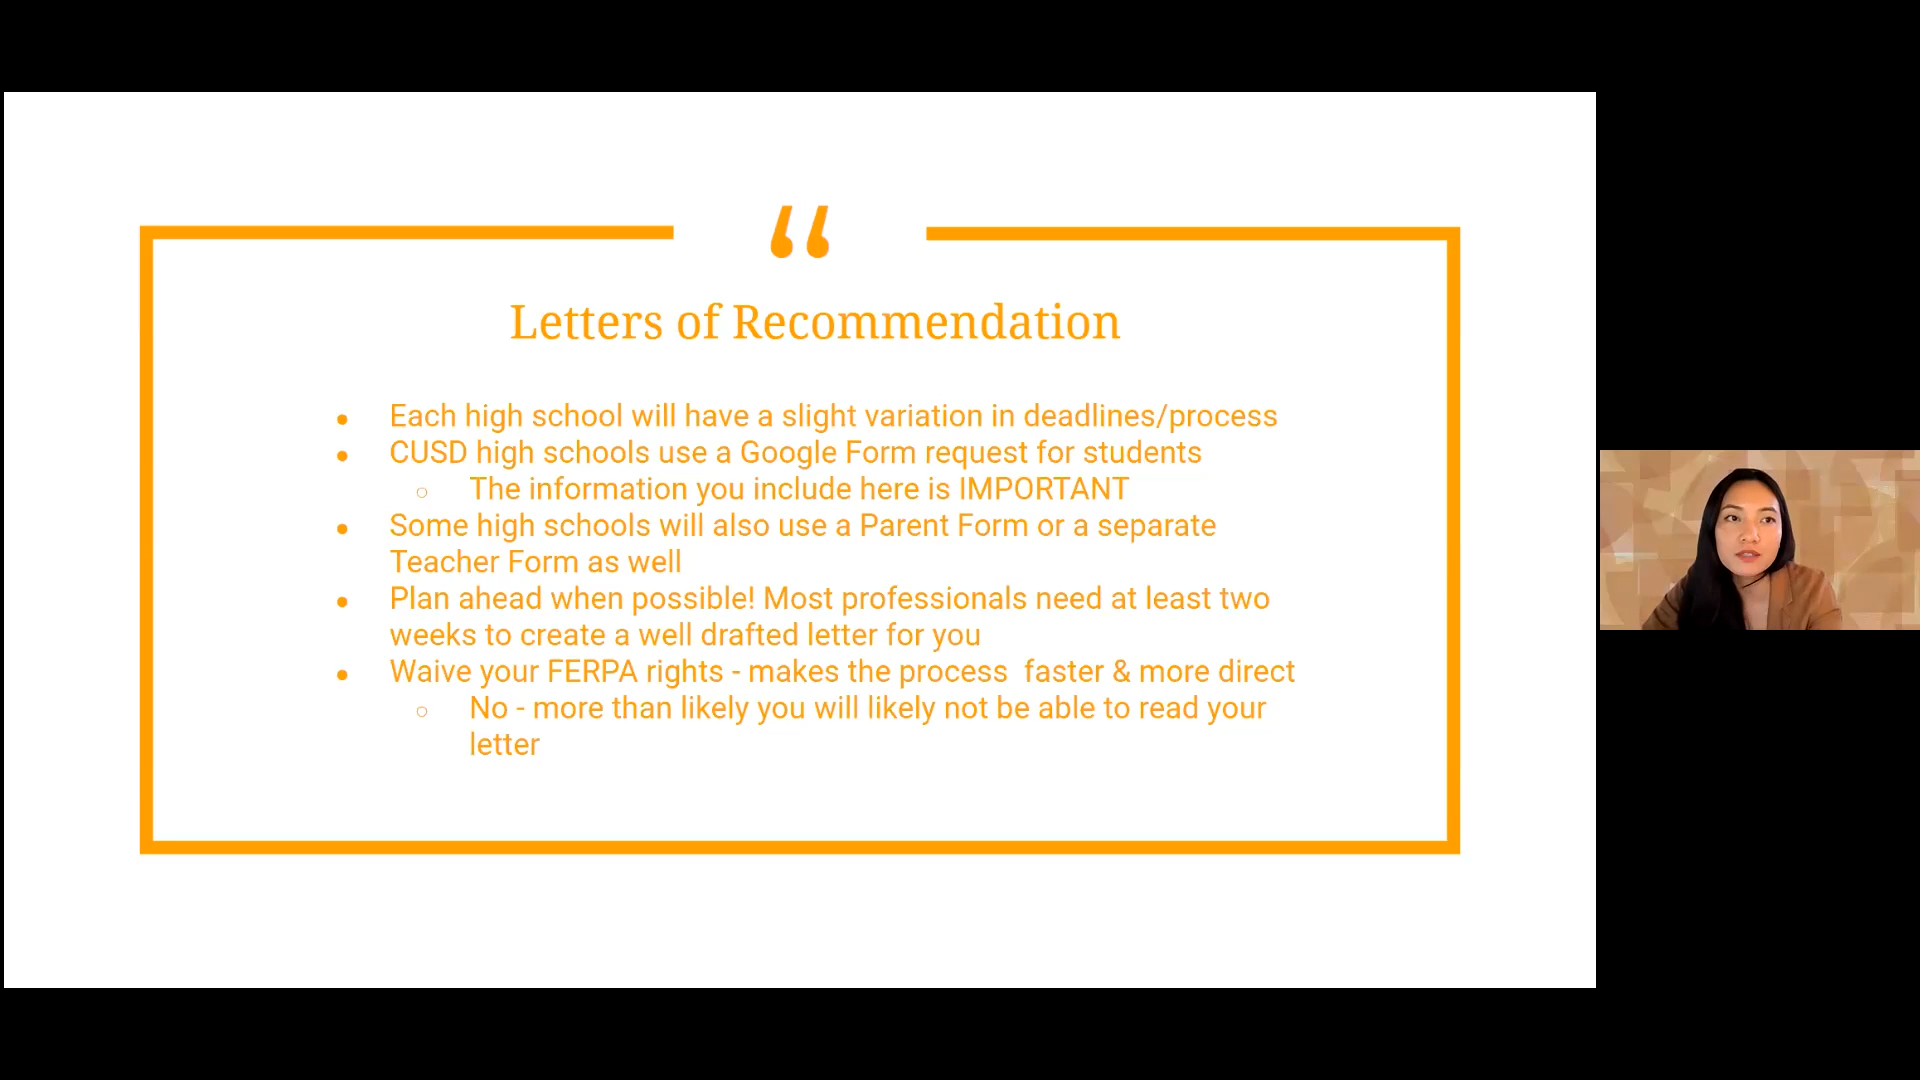 “
Letters of Recommendation
● Each high school will have a slight variation in deadlines/process
● CUSD high schools use a Google Form request for students
○ The information you include here is IMPORTANT
● Some high schools will also use a Parent Form or a separate
Teacher Form as well
● Plan ahead when possible! Most professionals need at least two
weeks to create a well drafted letter for you
● Waive your FERPA rights - makes the process  faster & more direct
○ No - more than likely you will likely not be able to read your
letter